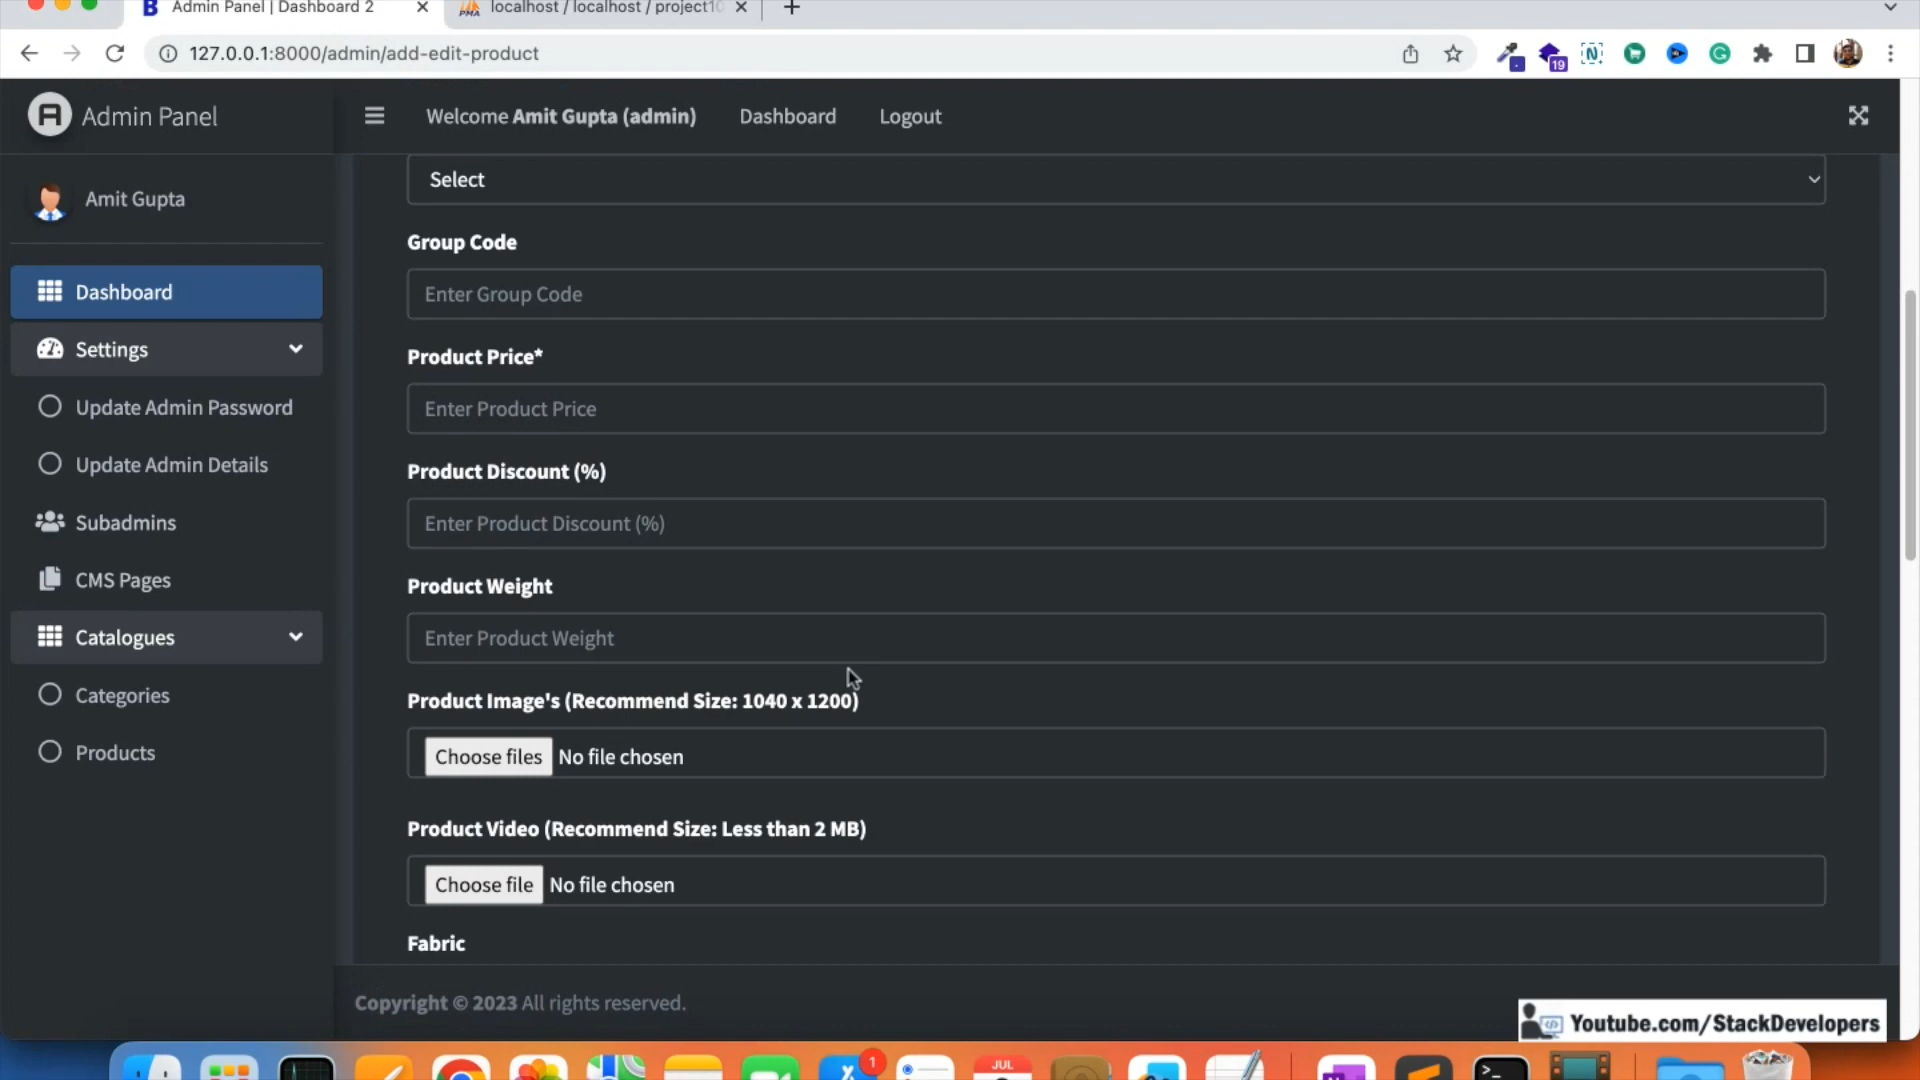 Admin Panel | Dashboard 2
localhost / localhost / project10
127.0.0.1:8000/admin/add-edit-product
19
Admin Panel
Welcome Amit Gupta (admin)
Dashboard
Logout
Amit Gupta
Dashboard
Settings
Update Admin Password
Update Admin Details
Subadmins
CMS Pages
Catalogues
Categories
Products
Select
Group Code
Enter Group Code
Product Price*
Enter Product Price
Product Discount (%)
Enter Product Discount (%)
Product Weight
Enter Product Weight
Product Image's (Recommend Size: 1040 x 1200)
Choose files No file chosen
Product Video (Recommend Size: Less than 2 MB)
Choose file No file chosen
Fabric
Copyright © 2023 All rights reserved.
Youtube.com/StackDevelopers
1
JUL